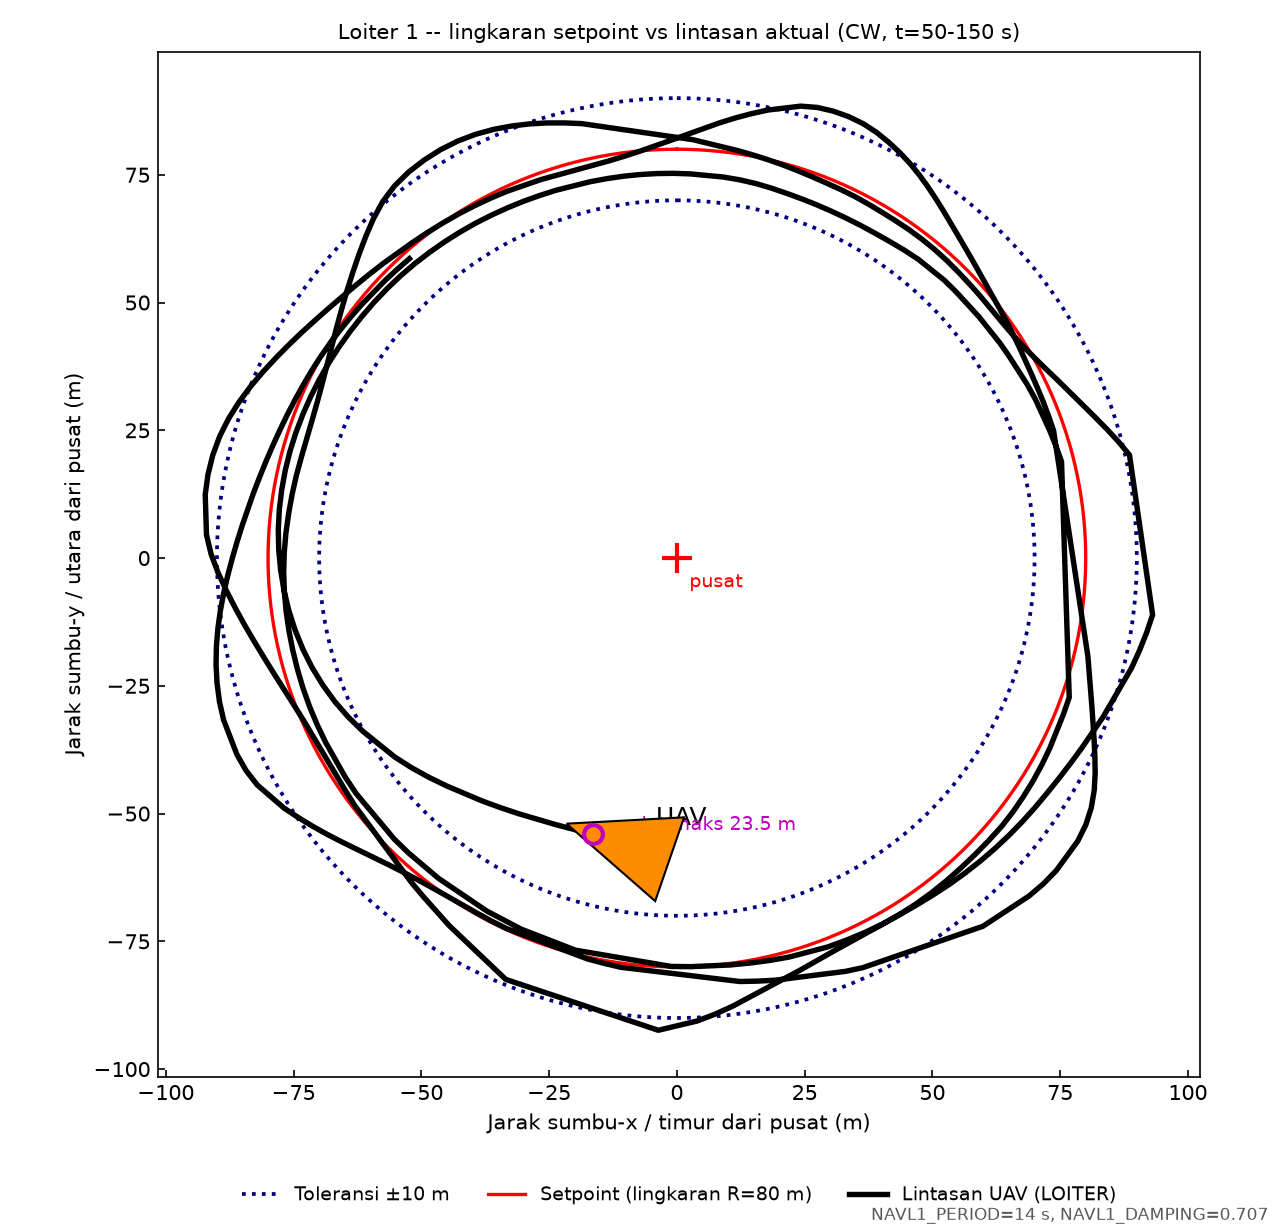 Loiter 1 -- lingkaran setpoint vs lintasan aktual (CW, t=50-150 s)
Jarak sumbu-y / utara dari pusat (m)
75
50
25
0
−25
−50
−75
−100
pusat
UAV
23.5 m
−100
−75
−50
−25
0
25
50
75
100
Jarak sumbu-x / timur dari pusat (m)
Toleransi ±10 m
Setpoint (lingkaran R=80 m)
Lintasan UAV (LOITER)
NAVL1_PERIOD=14 s, NAVL1_DAMPING=0.707